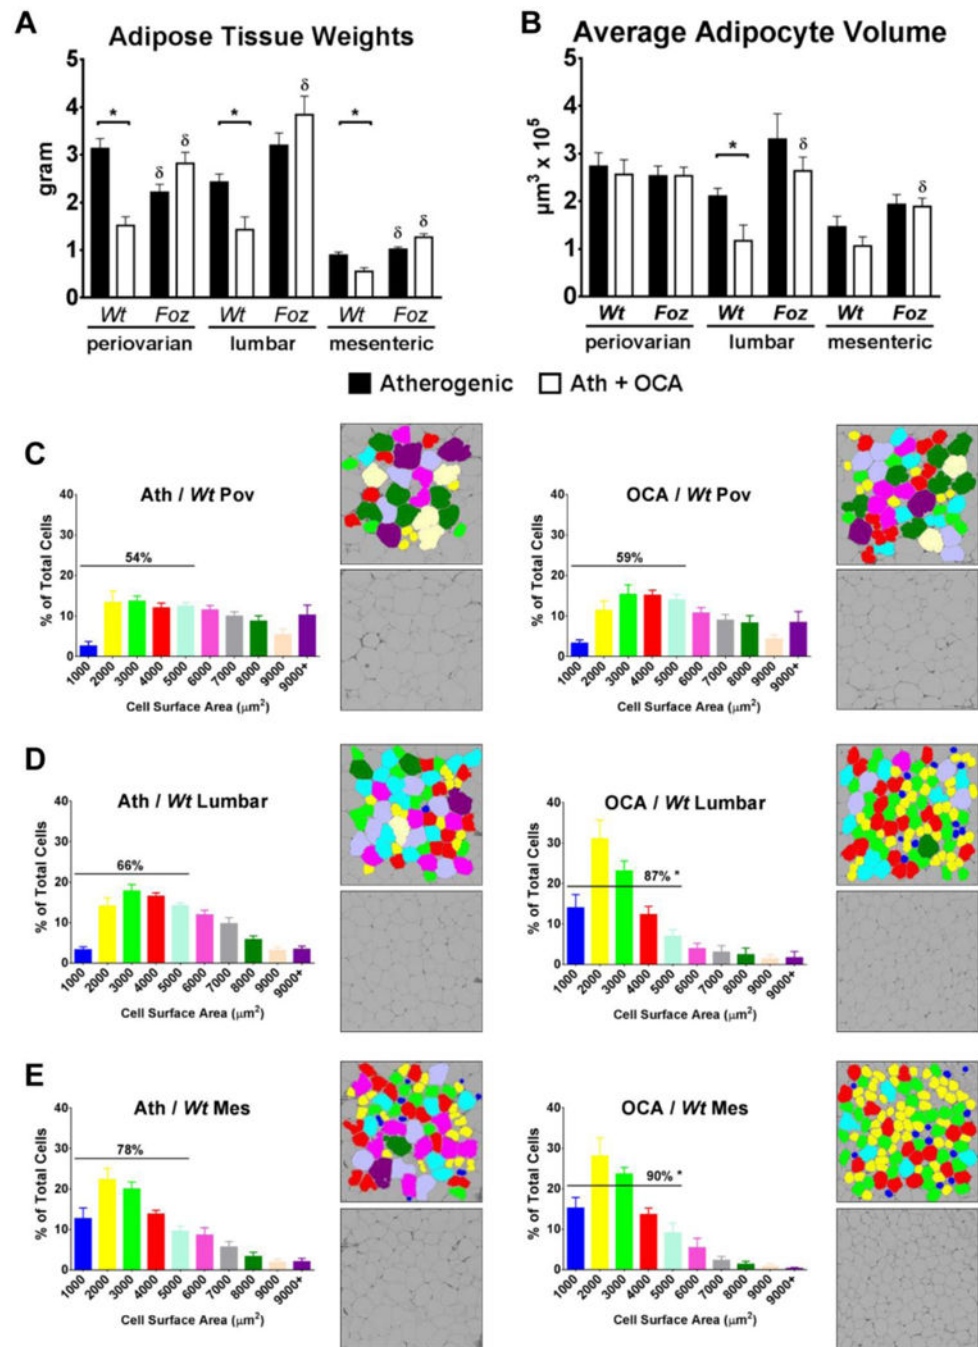 A
Adipose Tissue Weights
gram
5
4
3
2
1
0
*
δ
δ
*
δ
*
δ
δ
Wt
Foz
Wt
Foz
Wt
Foz
periovarian
lumbar
mesenteric
B
Average Adipocyte Volume
µm³ x 10⁵
5
4
3
2
1
0
*
δ
δ
Wt
Foz
Wt
Foz
Wt
Foz
periovarian
lumbar
mesenteric
Atherogenic
Ath + OCA
C
Ath / Wt Pov
% of Total Cells
40
30
20
10
0
54%
1000
2000
3000
4000
5000
6000
7000
8000
9000
9000+
Cell Surface Area (µm²)
OCA / Wt Pov
% of Total Cells
40
30
20
10
0
59%
1000
2000
3000
4000
5000
6000
7000
8000
9000
9000+
Cell Surface Area (µm²)
D
Ath / Wt Lumbar
% of Total Cells
40
30
20
10
0
66%
1000
2000
3000
4000
5000
6000
7000
8000
9000
9000+
Cell Surface Area (µm²)
OCA / Wt Lumbar
% of Total Cells
40
30
20
10
0
87% *
1000
2000
3000
4000
5000
6000
7000
8000
9000
9000+
Cell Surface Area (µm²)
E
Ath / Wt Mes
% of Total Cells
40
30
20
10
0
78%
1000
2000
3000
4000
5000
6000
7000
8000
9000
9000+
Cell Surface Area (µm²)
OCA / Wt Mes
% of Total Cells
40
30
20
10
0
90% *
1000
2000
3000
4000
5000
6000
7000
8000
9000
9000+
Cell Surface Area (µm²)